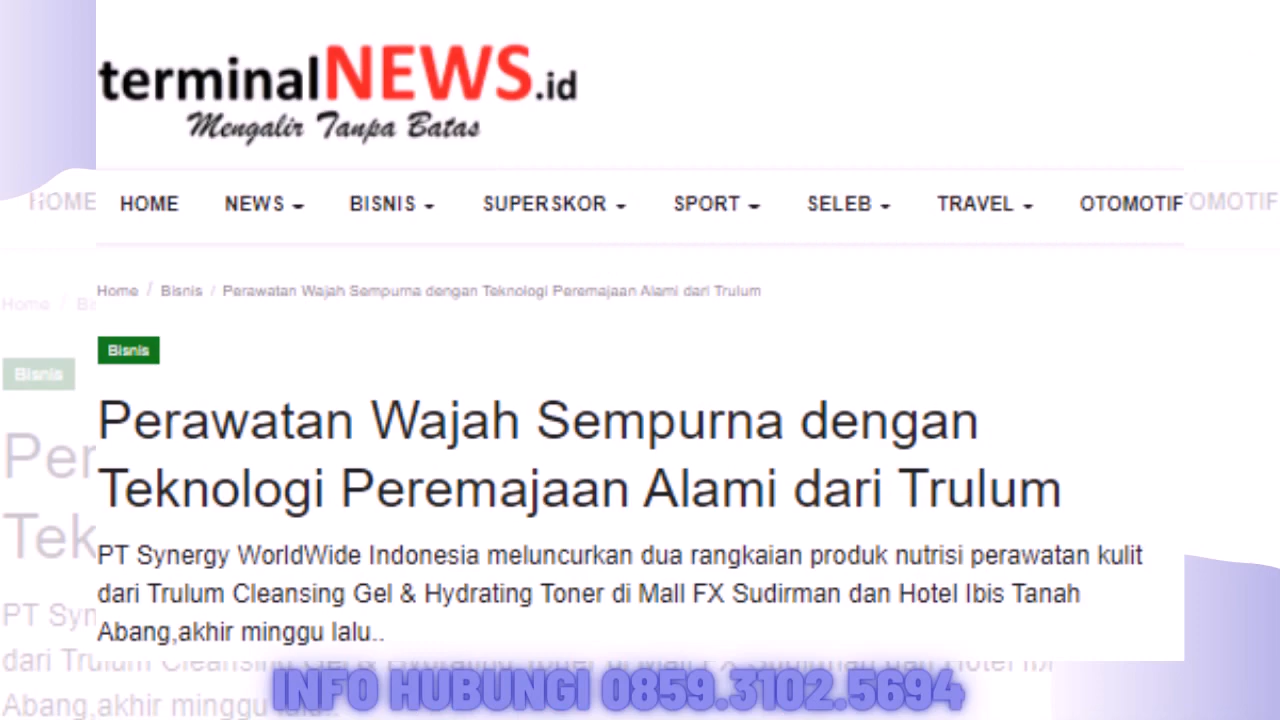 terminalNEWS.id
Mengalir Tanpa Batas
HOME NEWS BISNIS SUPERSKOR SPORT SELEB TRAVEL OTOMOTIF
Home / Bisnis / Perawatan Wajah Sempurna dengan Teknologi Peremajaan Alami dari Trulum
Bisnis
Perawatan Wajah Sempurna dengan
Teknologi Peremajaan Alami dari Trulum
PT Synergy WorldWide Indonesia meluncurkan dua rangkaian produk nutrisi perawatan kulit
dari Trulum Cleansing Gel & Hydrating Toner di Mall FX Sudirman dan Hotel Ibis Tanah
Abang,akhir minggu lalu..
INFO HUBUNGI 0859.3102.5694